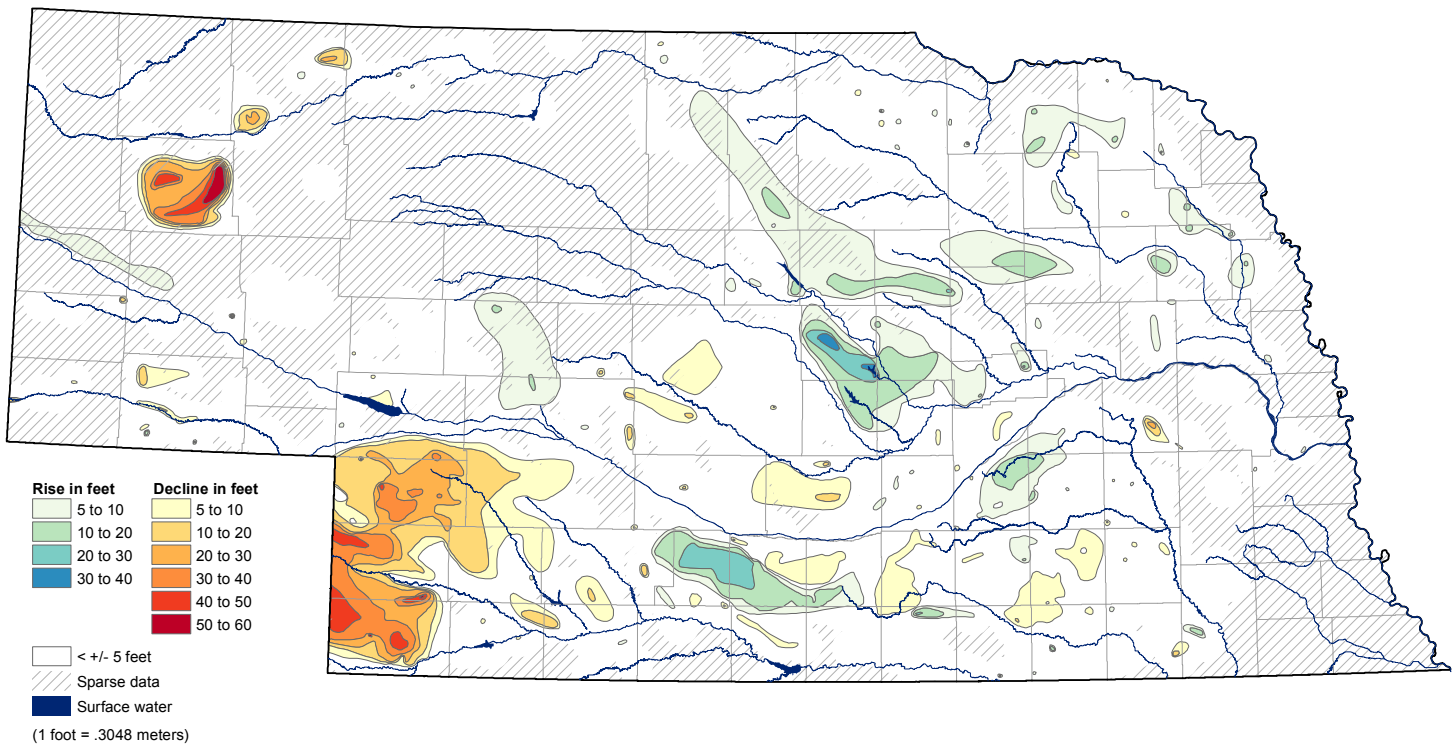 Rise in feet
5 to 10
10 to 20
20 to 30
30 to 40
Decline in feet
5 to 10
10 to 20
20 to 30
30 to 40
40 to 50
50 to 60
< +/- 5 feet
Sparse data
Surface water
(1 foot = .3048 meters)